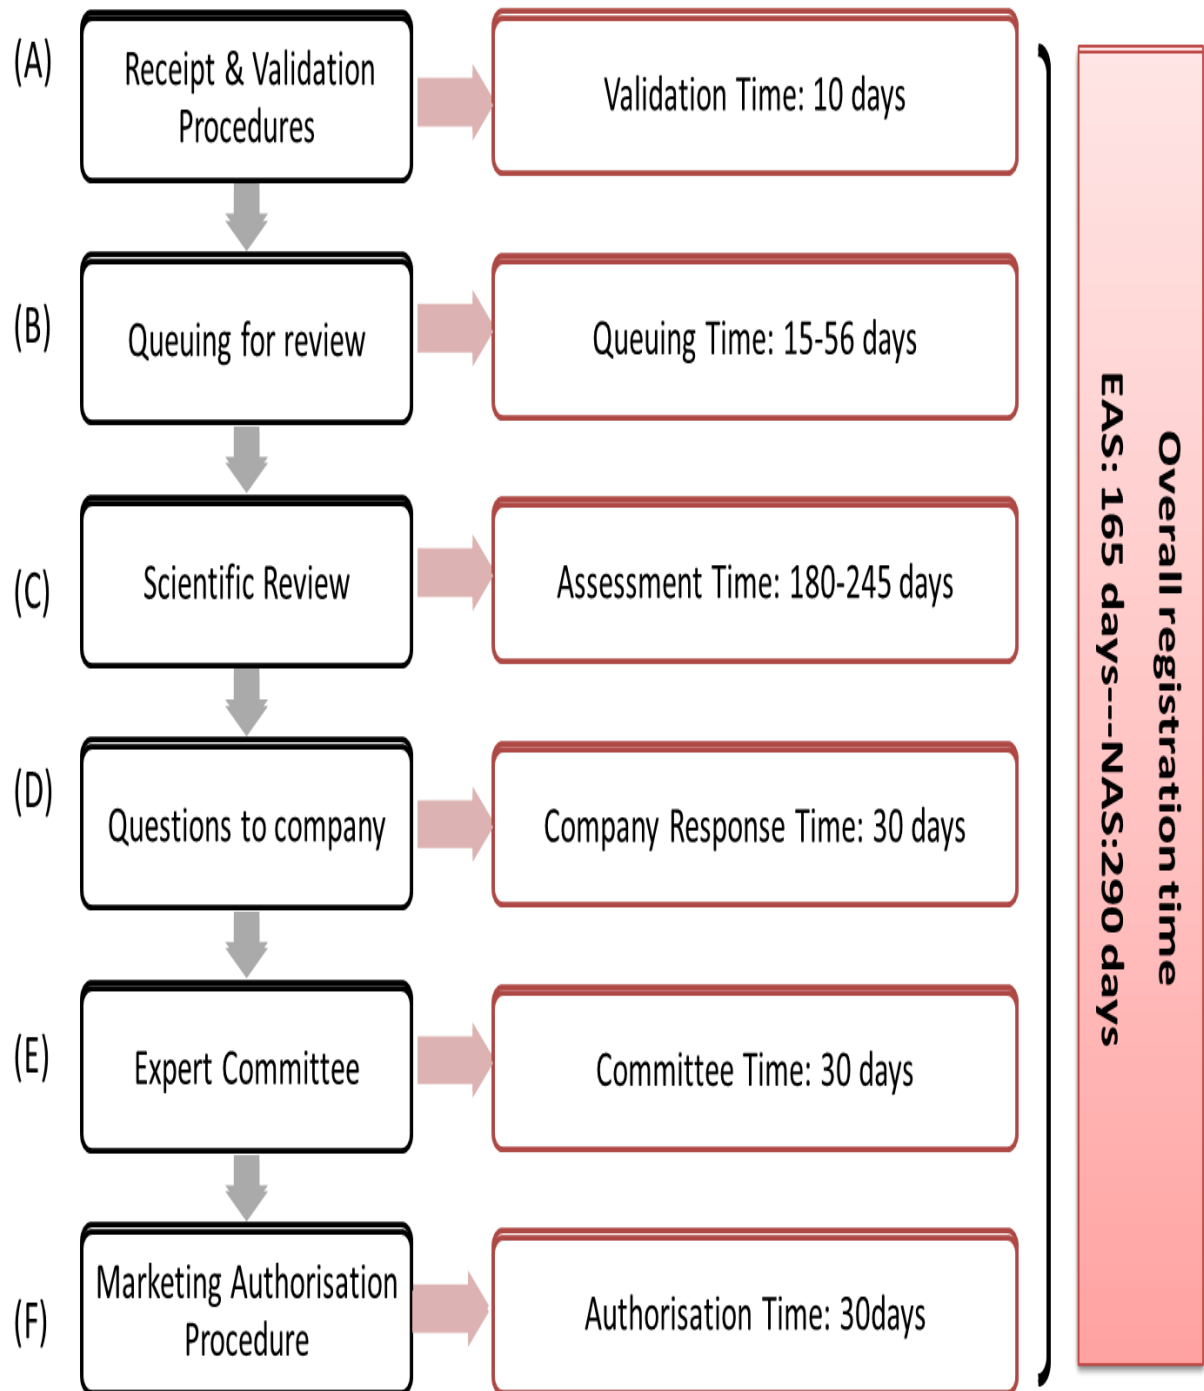 (A)
Receipt & Validation
Procedures
Validation Time: 10 days
(B)
Queuing for review
Queuing Time: 15-56 days
(C)
Scientific Review
Assessment Time: 180-245 days
(D)
Questions to company
Company Response Time: 30 days
(E)
Expert Committee
Committee Time: 30 days
(F)
Marketing Authorisation
Procedure
Authorisation Time: 30days
Overall registration time
EAS: 165 days---NAS:290 days